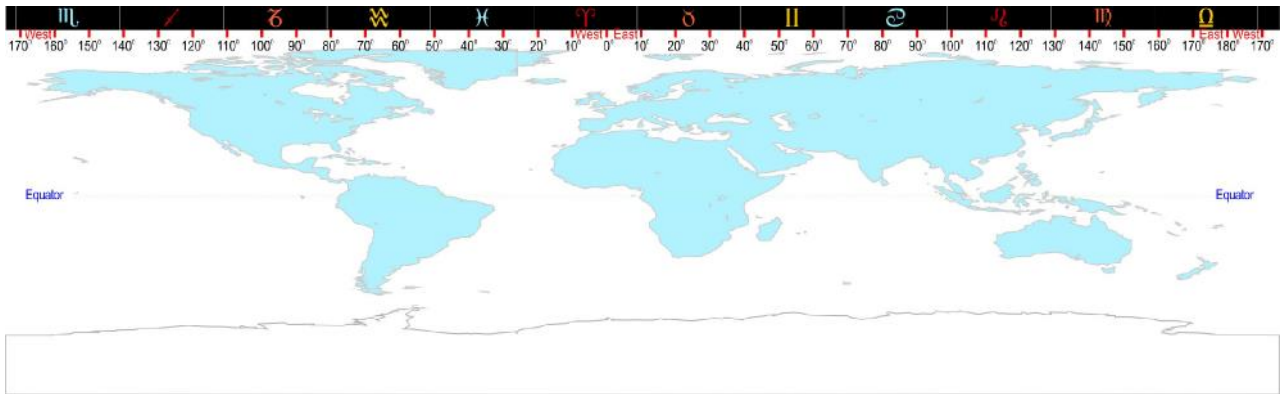 ♏ ♐ ♑ ♒ ♓ ♈ ♉ ♊ ♋ ♌ ♍ ♎
West West East East West
170° 160° 150° 140° 130° 120° 110° 100° 90° 80° 70° 60° 50° 40° 30° 20° 10° 0° 10° 20° 30° 40° 50° 60° 70° 80° 90° 100° 110° 120° 130° 140° 150° 160° 170° 180° 170°
Equator Equator